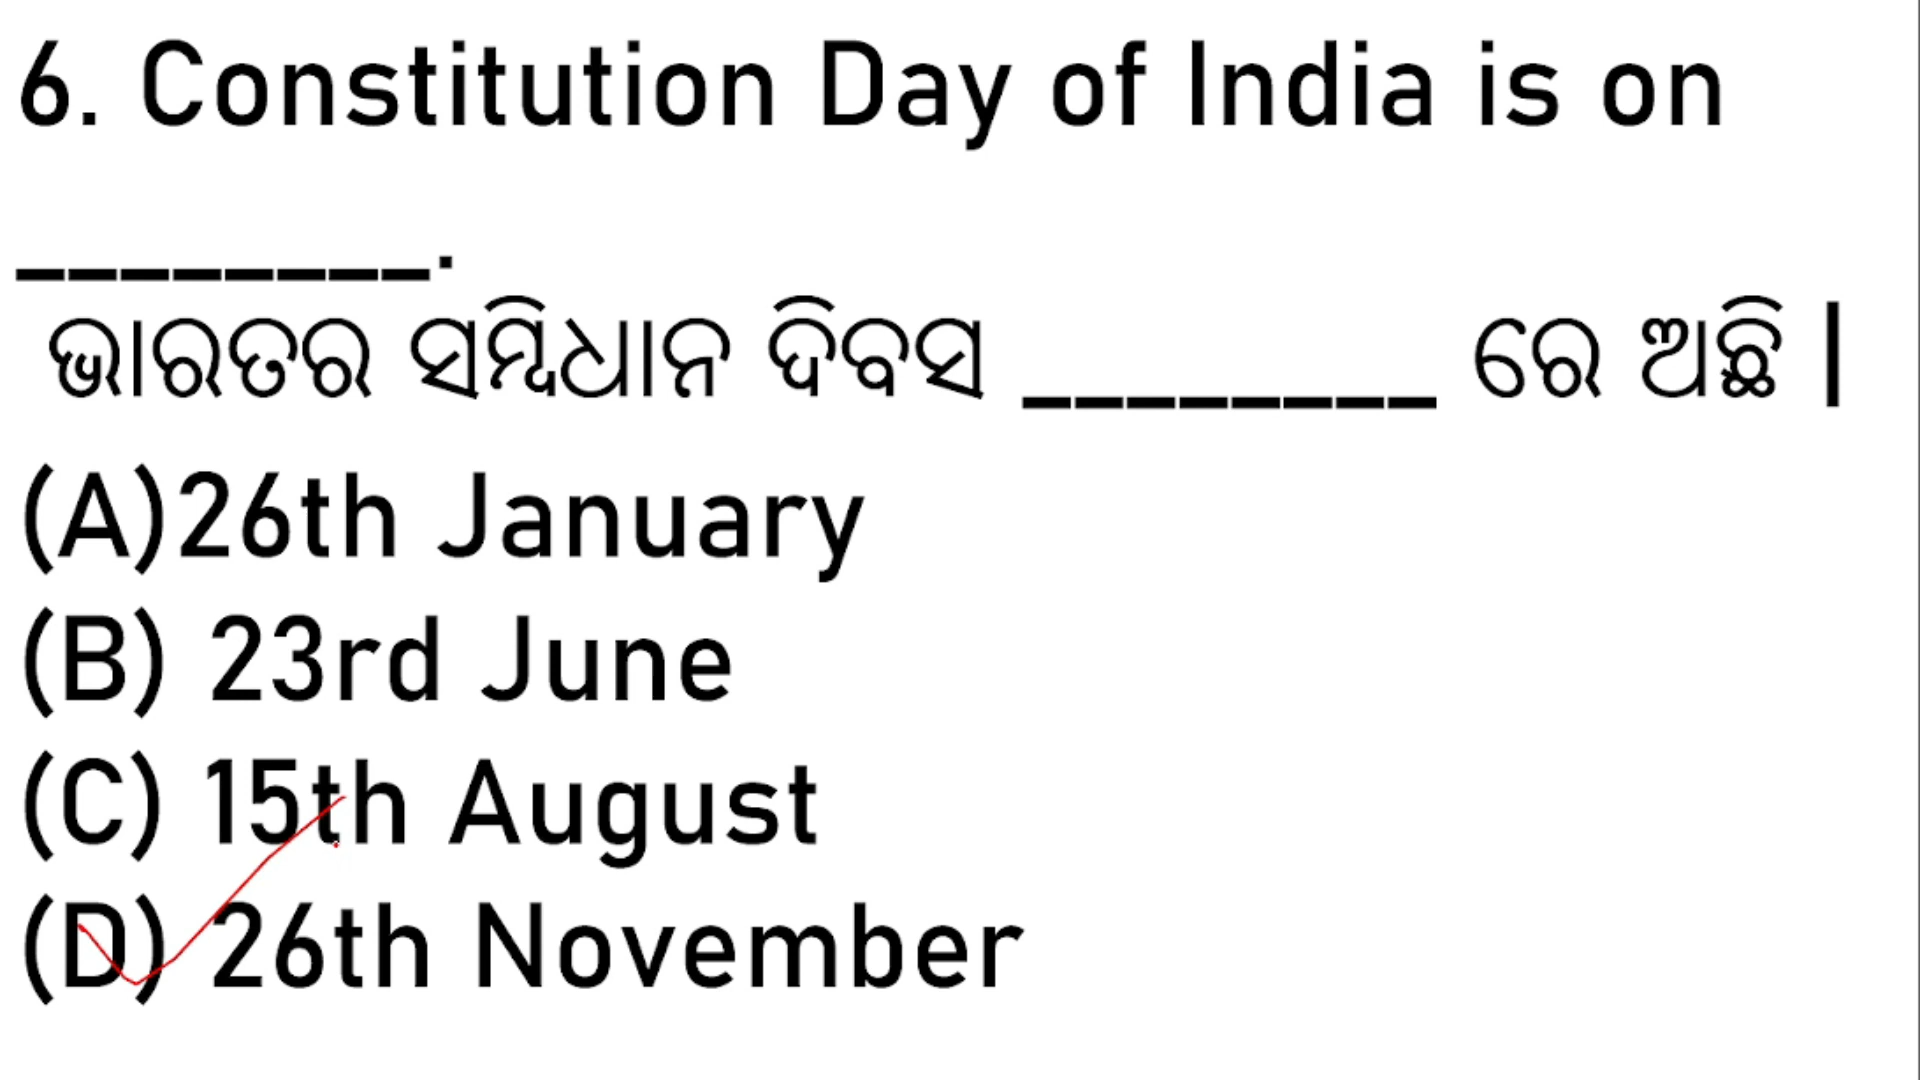 6. Constitution Day of India is on
________.
ଭାରତର ସମ୍ବିଧାନ ଦିବସ ________ ରେ ଅଛି |
(A)26th January
(B) 23rd June
(C) 15th August
(D) 26th November